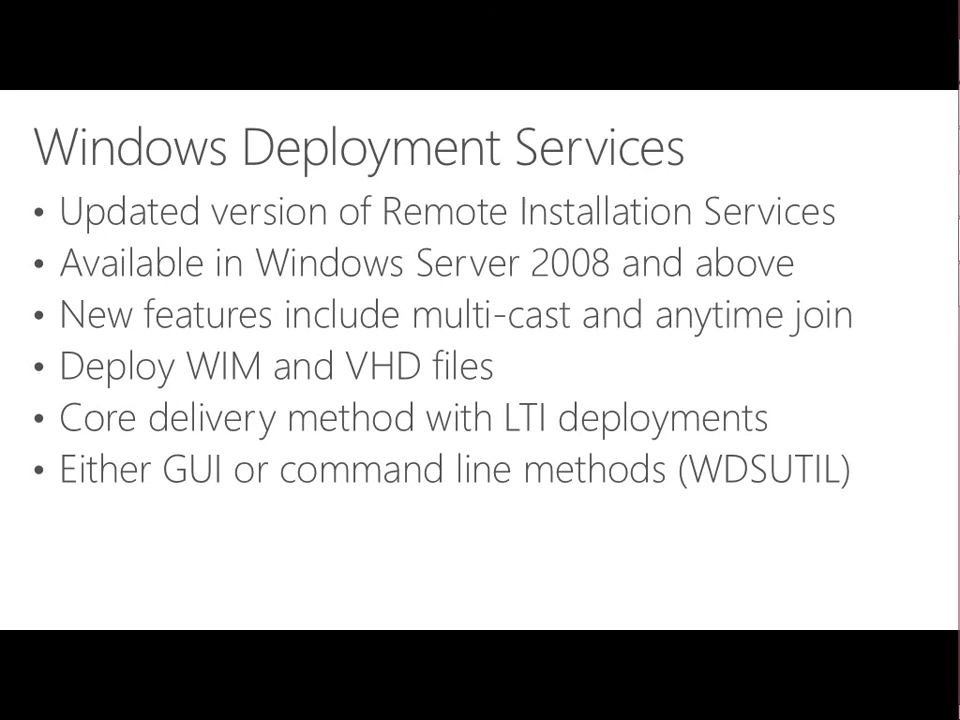 Windows Deployment Services
• Updated version of Remote Installation Services
• Available in Windows Server 2008 and above
• New features include multi-cast and anytime join
• Deploy WIM and VHD files
• Core delivery method with LTI deployments
• Either GUI or command line methods (WDSUTIL)